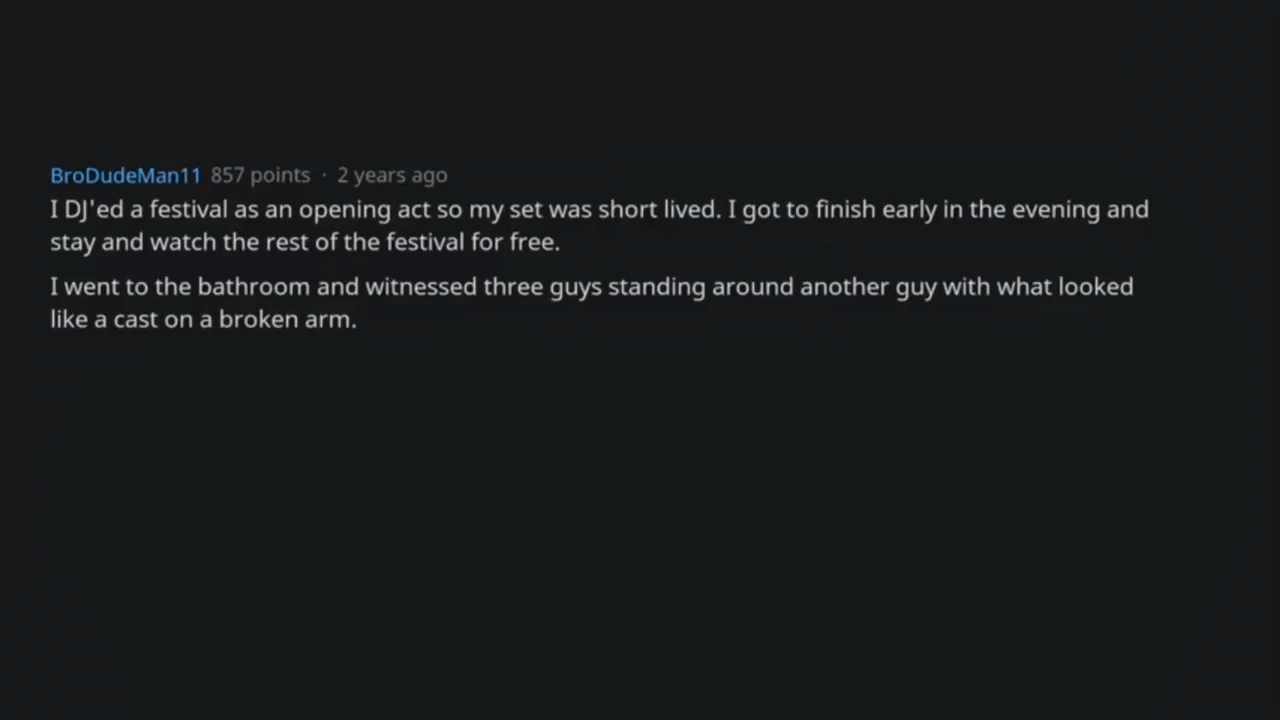 BroDudeMan11 857 points · 2 years ago
I DJ'ed a festival as an opening act so my set was short lived. I got to finish early in the evening and
stay and watch the rest of the festival for free.
I went to the bathroom and witnessed three guys standing around another guy with what looked
like a cast on a broken arm.